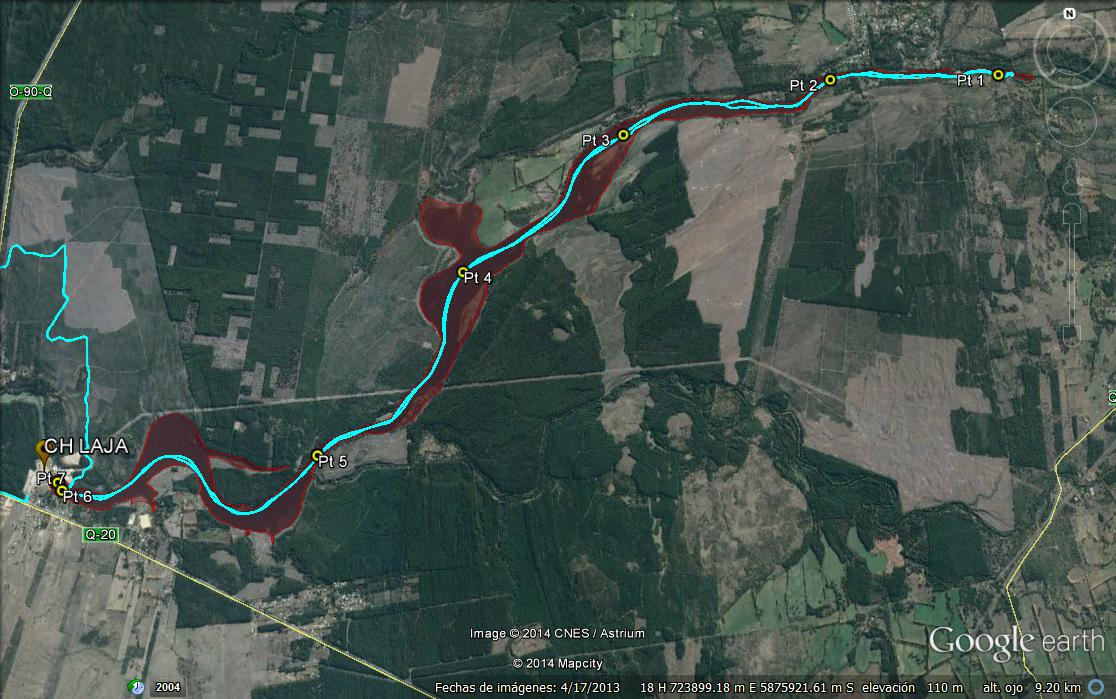 N
O-90-Q
Pt 2
Pt 1
Pt 3
Pt 4
CH LAJA
Pt 5
Pt 7
Pt 6
Q-20
Image © 2014 CNES / Astrium
© 2014 Mapcity
Google earth
2004
Fechas de imágenes: 4/17/2013 18 H 723899.18 m E 5875921.61 m S elevación 110 m alt. ojo 9.20 km